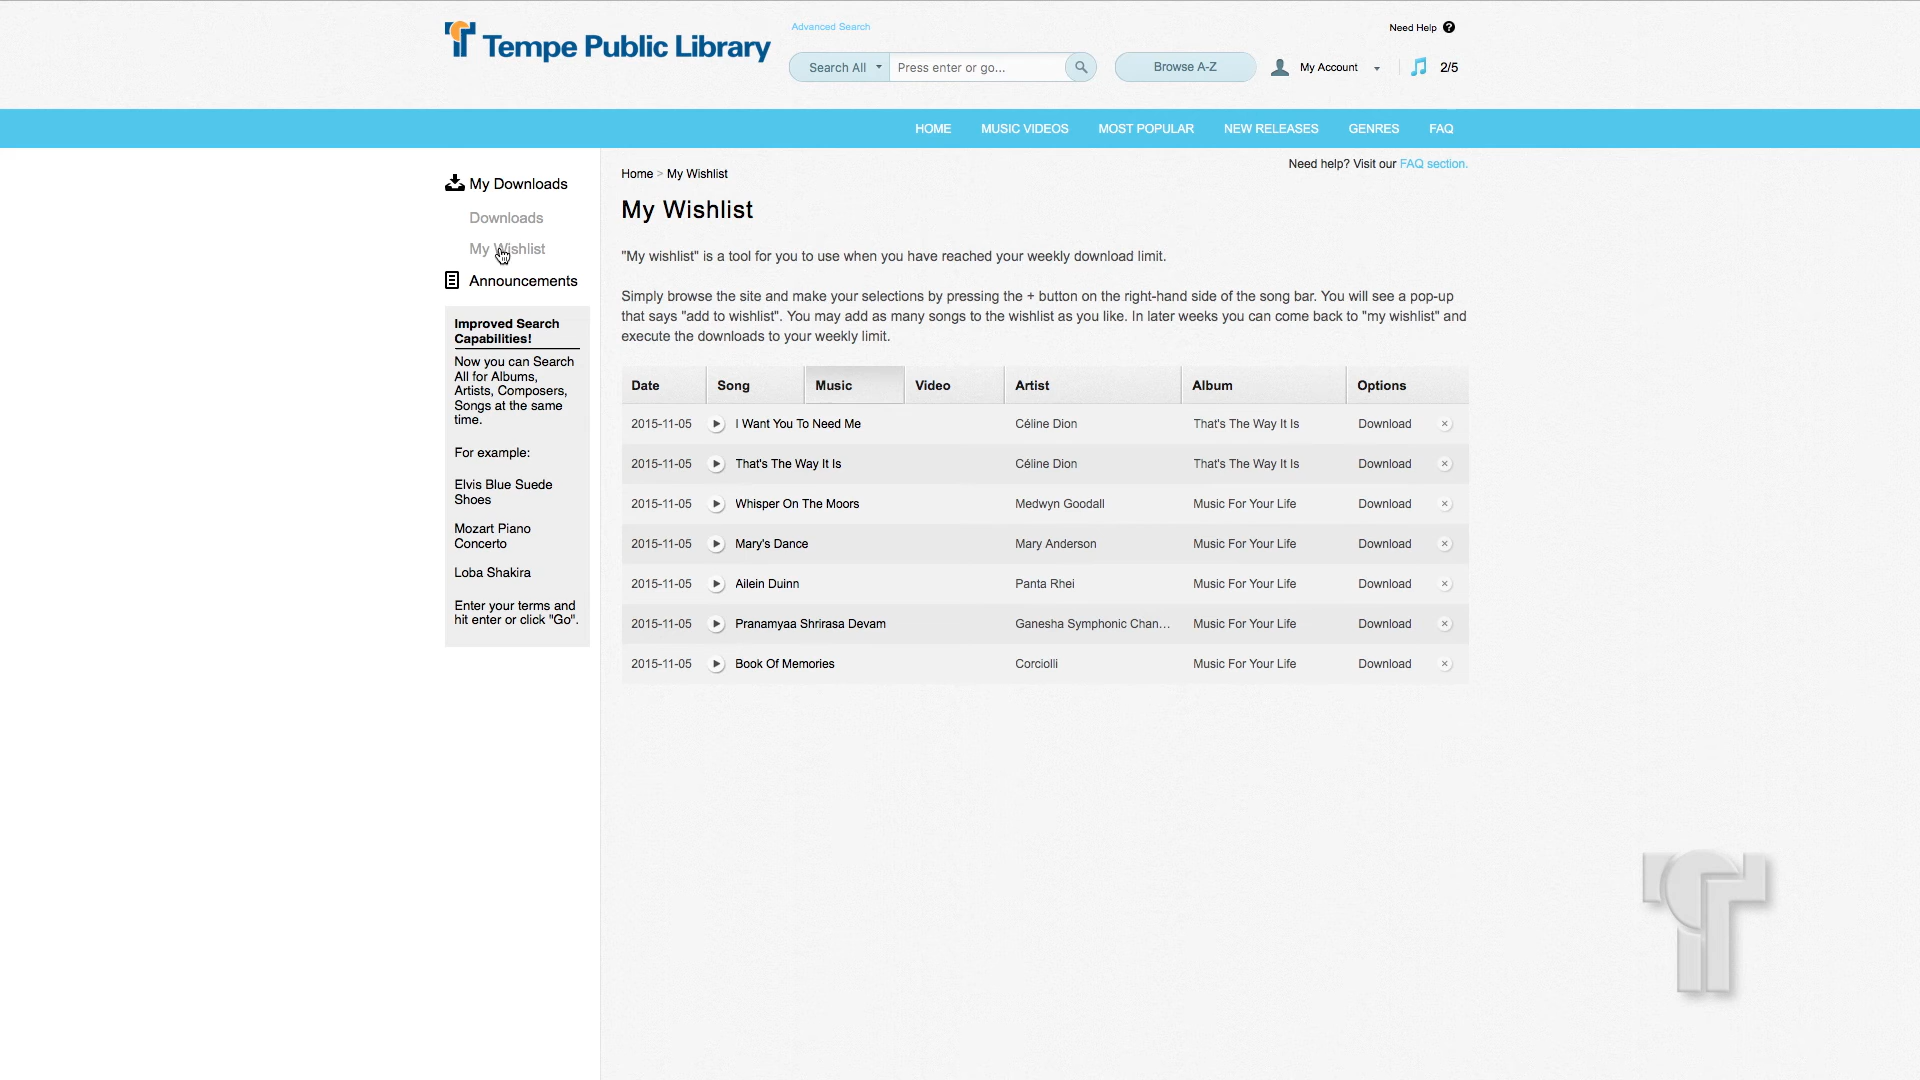 Tempe Public Library
Advanced Search
Need Help
Search All
Press enter or go...
Browse A-Z
My Account
2/5
HOME
MUSIC VIDEOS
MOST POPULAR
NEW RELEASES
GENRES
FAQ
My Downloads
Downloads
My Wishlist
Announcements
Improved Search
Capabilities!
Now you can Search
All for Albums,
Artists, Composers,
Songs at the same
time.
For example:
Elvis Blue Suede
Shoes
Mozart Piano
Concerto
Loba Shakira
Enter your terms and
hit enter or click "Go".
Need help? Visit our FAQ section.
Home > My Wishlist
My Wishlist
"My wishlist" is a tool for you to use when you have reached your weekly download limit.
Simply browse the site and make your selections by pressing the + button on the right-hand side of the song bar. You will see a pop-up
that says "add to wishlist". You may add as many songs to the wishlist as you like. In later weeks you can come back to "my wishlist" and
execute the downloads to your weekly limit.
Date Song Music Video Artist Album Options
2015-11-05 I Want You To Need Me Céline Dion That's The Way It Is Download
2015-11-05 That's The Way It Is Céline Dion That's The Way It Is Download
2015-11-05 Whisper On The Moors Medwyn Goodall Music For Your Life Download
2015-11-05 Mary's Dance Mary Anderson Music For Your Life Download
2015-11-05 Ailein Duinn Panta Rhei Music For Your Life Download
2015-11-05 Pranamyaa Shrirasa Devam Ganesha Symphonic Chan... Music For Your Life Download
2015-11-05 Book Of Memories Corciolli Music For Your Life Download